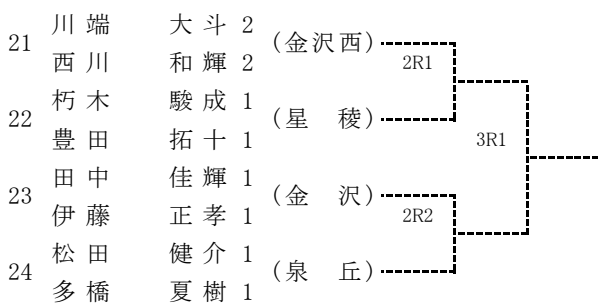 川端 大斗 2
21 (金沢西)
西川 和輝 2
2R1
朽木 駿成 1
22 (星 稜)
豊田 拓十 1
3R1
田中 佳輝 1
23 (金 沢)
伊藤 正孝 1
2R2
松田 健介 1
24 (泉 丘)
多橋 夏樹 1